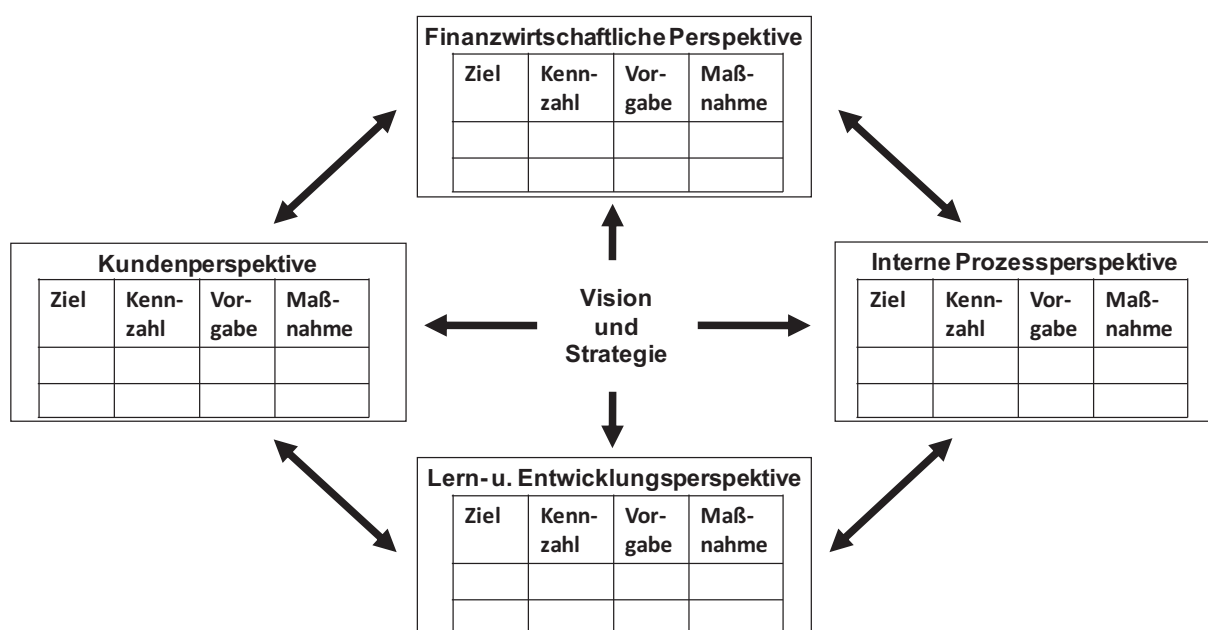 Finanzwirtschaftliche Perspektive
Ziel Kenn- Vor- Maß-
zahl gabe nahme
Kundenperspektive
Ziel Kenn- Vor- Maß-
zahl gabe nahme
Vision
und
Strategie
Interne Prozessperspektive
Ziel Kenn- Vor- Maß-
zahl gabe nahme
Lern- u. Entwicklungsperspektive
Ziel Kenn- Vor- Maß-
zahl gabe nahme